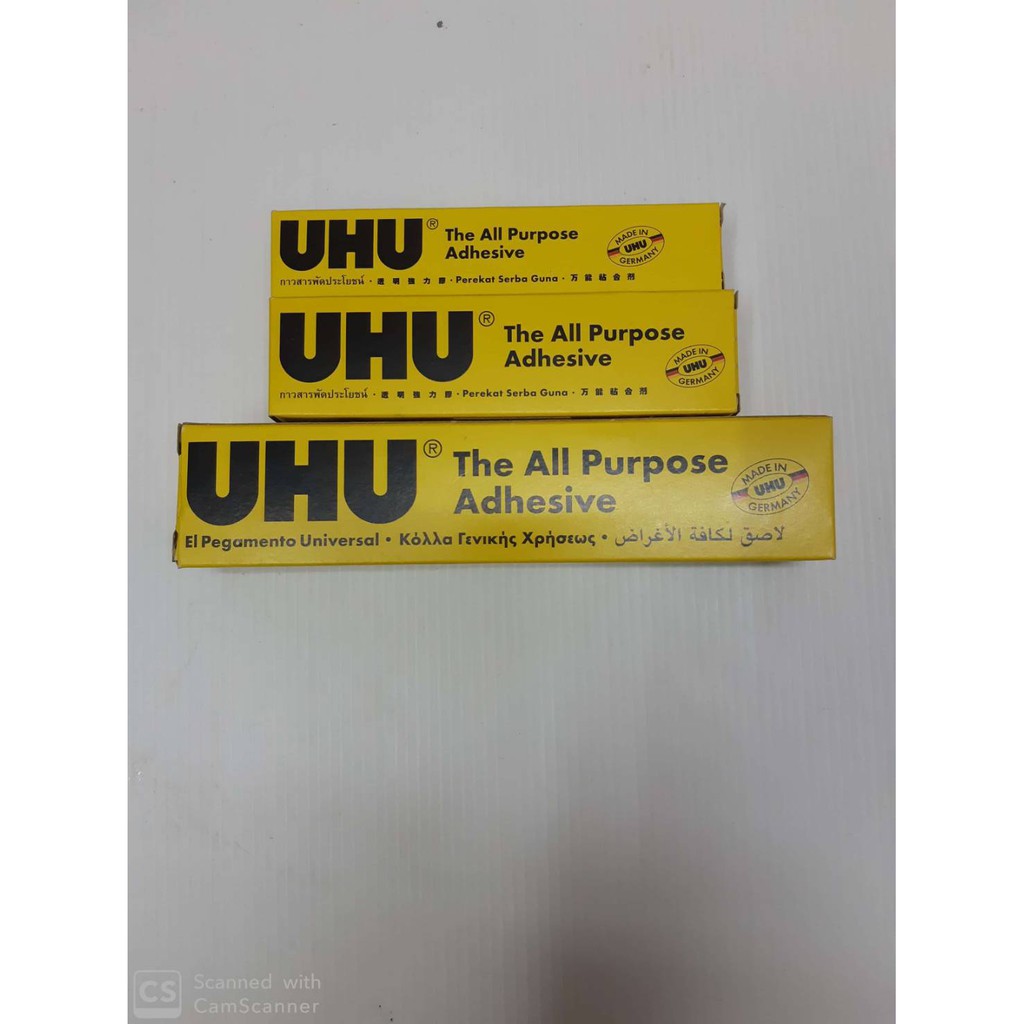 UHU® The All Purpose
Adhesive
MADE IN
UHU
GERMANY
กาวสารพัดประโยชน์ · 透明強力膠 · Perekat Serba Guna · 万能粘合剂
UHU® The All Purpose
Adhesive
MADE IN
UHU
GERMANY
กาวสารพัดประโยชน์ · 透明強力膠 · Perekat Serba Guna · 万能粘合剂
UHU® The All Purpose
Adhesive
MADE IN
UHU
GERMANY
El Pegamento Universal • Κόλλα Γενικής Χρήσεως • لاصق لكافة الأغراض
CS Scanned with
CamScanner